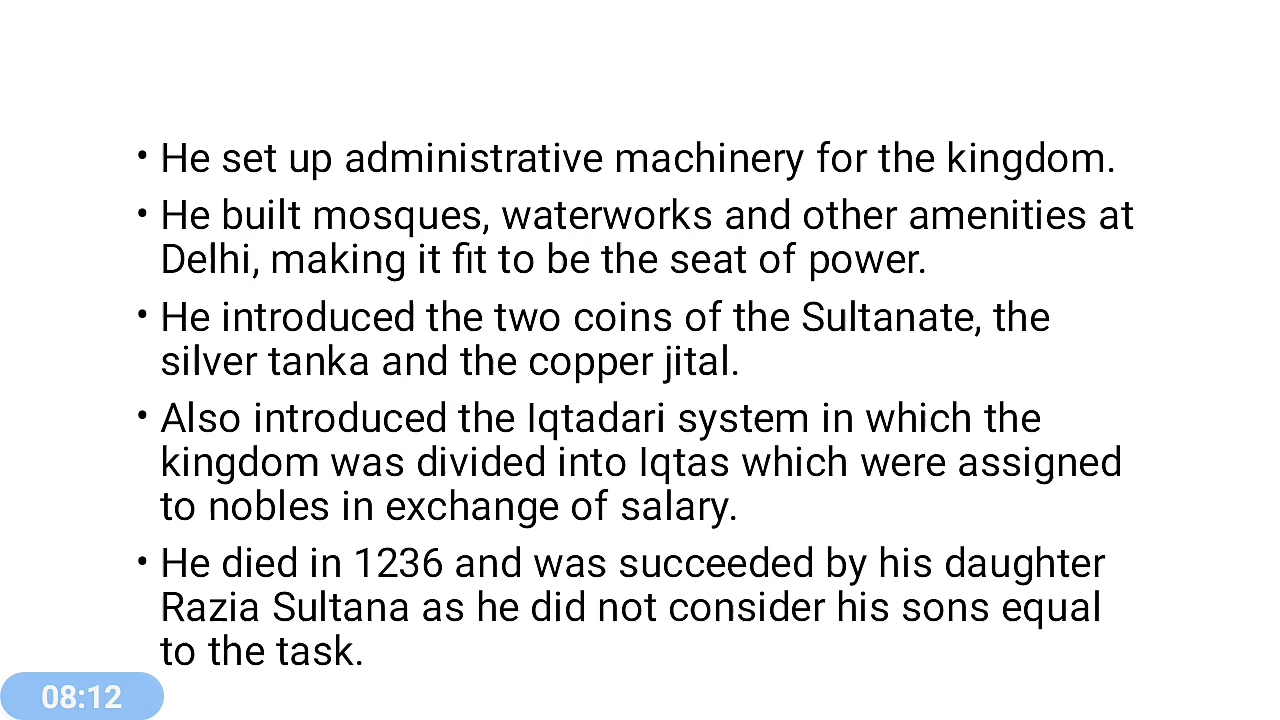 • He set up administrative machinery for the kingdom.
• He built mosques, waterworks and other amenities at
Delhi, making it fit to be the seat of power.
• He introduced the two coins of the Sultanate, the
silver tanka and the copper jital.
• Also introduced the Iqtadari system in which the
kingdom was divided into Iqtas which were assigned
to nobles in exchange of salary.
• He died in 1236 and was succeeded by his daughter
Razia Sultana as he did not consider his sons equal
to the task.
08:12